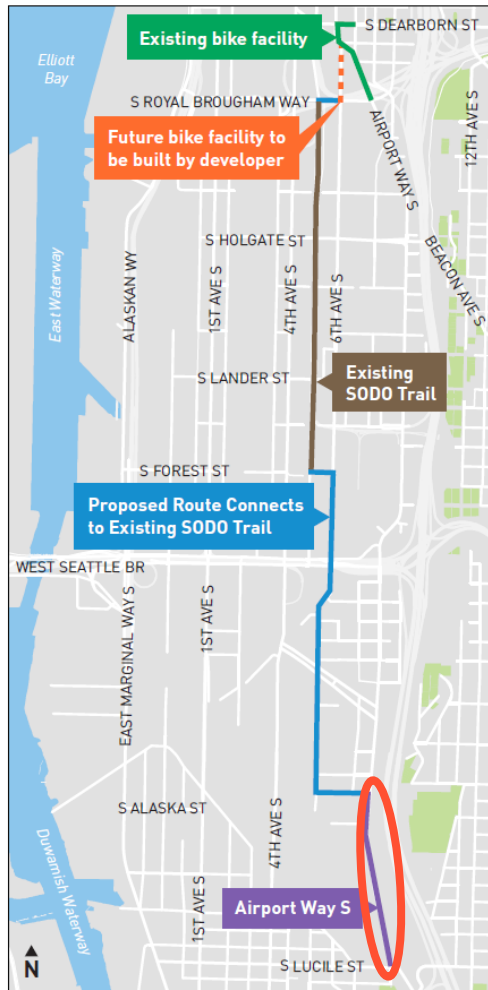 S DEARBORN ST
Existing bike facility
Elliott
Bay
S ROYAL BROUGHAM WAY
Future bike facility to
be built by developer
AIRPORT WAY S
12TH AVE S
S HOLGATE ST
BEACON AVE S
ALASKAN WY
1ST AVE S
4TH AVE S
6TH AVE S
East Waterway
S LANDER ST
Existing
SODO Trail
S FOREST ST
Proposed Route Connects
to Existing SODO Trail
WEST SEATTLE BR
EAST MARGINAL WAY S
1ST AVE S
S ALASKA ST
4TH AVE S
Duwamish Waterway
1ST AVE S
Airport Way S
N
S LUCILE ST